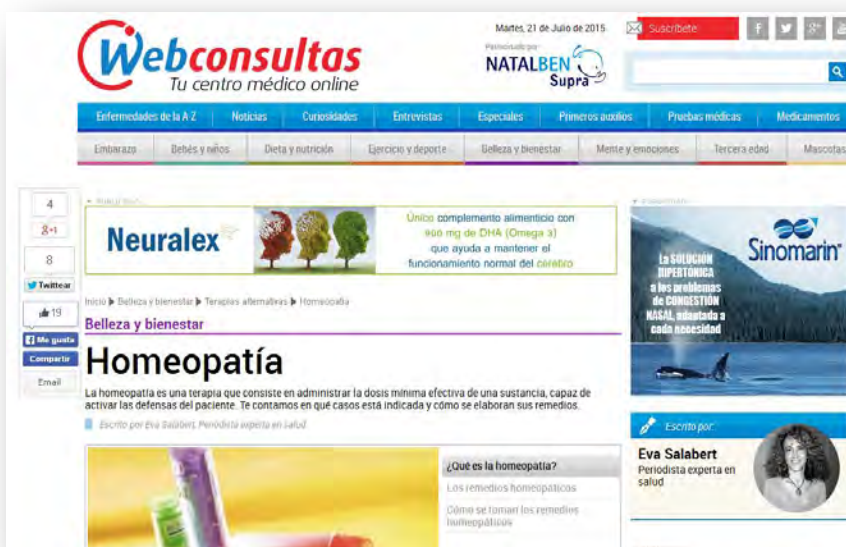 Webconsultas
Tu centro médico online
Martes, 21 de Julio de 2015
Suscríbete
Patrocinado por
NATALBEN
Supra
Enfermedades de la A-Z Noticias Curiosidades Entrevistas Especiales Primeros auxilios Pruebas médicas Medicamentos
Embarazo Bebés y niños Dieta y nutrición Ejercicio y deporte Belleza y bienestar Mente y emociones Tercera edad Mascotas
4
g+1
8
Twittear
19
Me gusta
Compartir
Email
Neuralex
Único complemento alimenticio con
900 mg de DHA (Omega 3)
que ayuda a mantener el
funcionamiento normal del cerebro
Sinomarin
La SOLUCIÓN
HIPERTÓNICA
a los problemas
de CONGESTIÓN
NASAL, adaptada a
cada necesidad
Inicio Belleza y bienestar Terapias alternativas Homeopatía
Belleza y bienestar
Homeopatía
La homeopatía es una terapia que consiste en administrar la dosis mínima efectiva de una sustancia, capaz de
activar las defensas del paciente. Te contamos en qué casos está indicada y cómo se elaboran sus remedios.
Escrito por Eva Salabert, Periodista experta en salud
¿Qué es la homeopatía?
Los remedios homeopáticos
Cómo se toman los remedios
homeopáticos
Escrito por:
Eva Salabert
Periodista experta en
salud